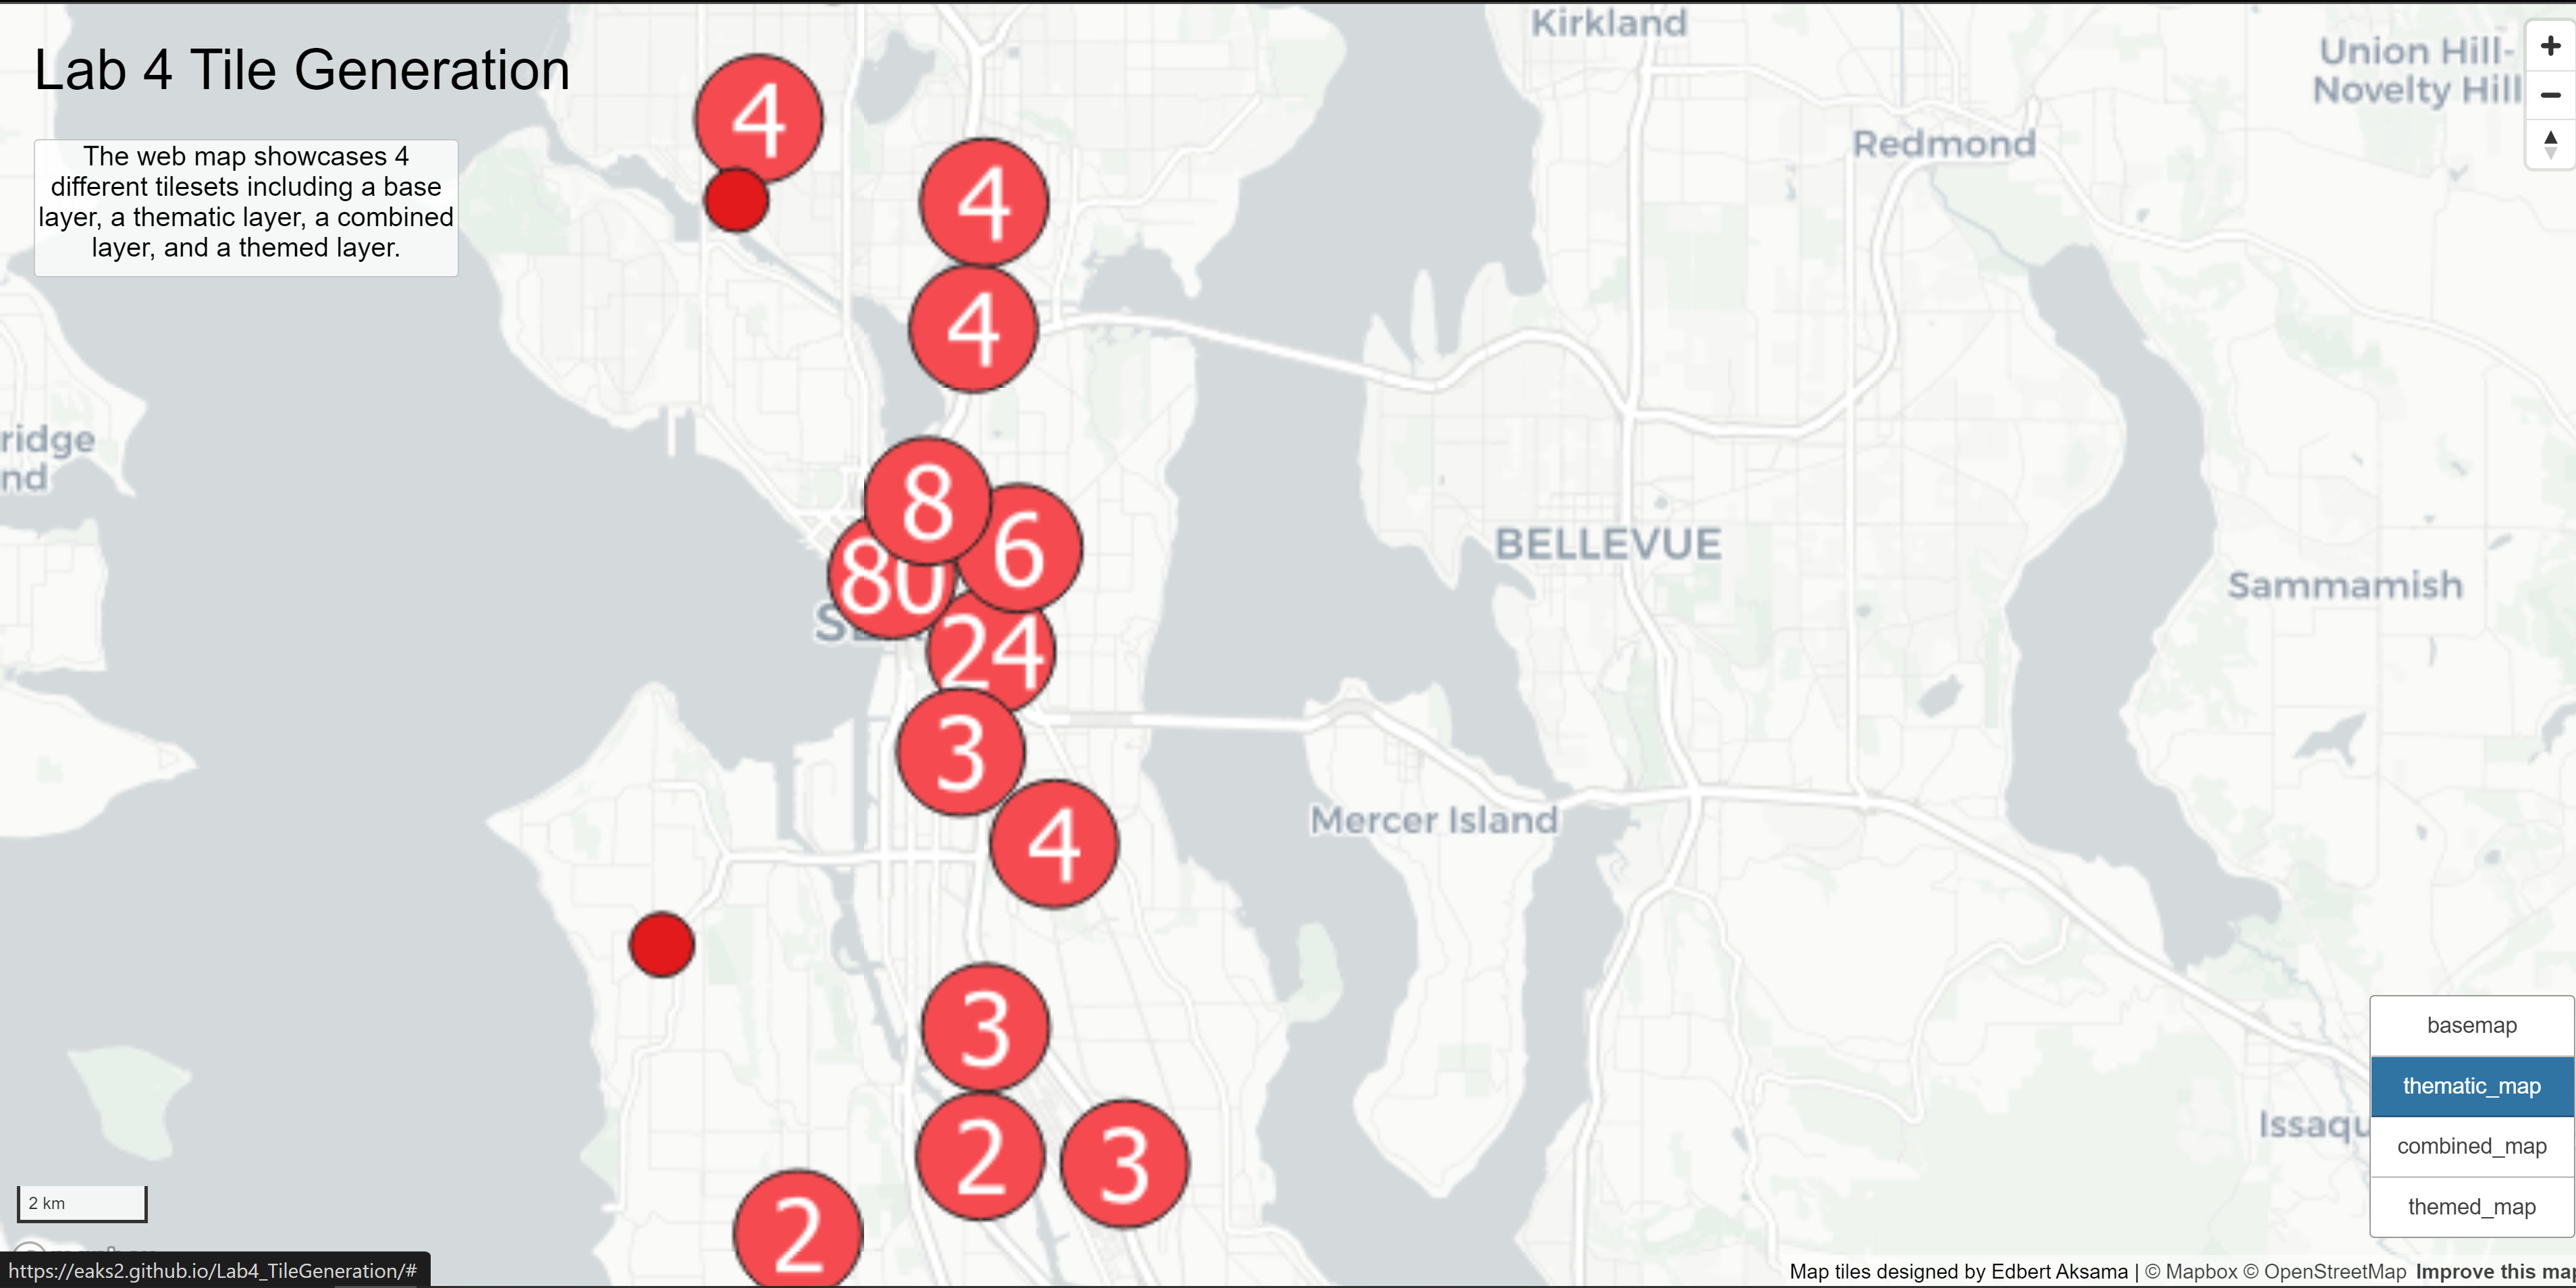 Lab 4 Tile Generation
The web map showcases 4
different tilesets including a base
layer, a thematic layer, a combined
layer, and a themed layer.
Kirkland
Union Hill-
Novelty Hill
Redmond
+
−
4
4
4
ridge
nd
8
6
80
BELLEVUE
Sammamish
24
3
4
Mercer Island
3
2
3
2
Issaqu
basemap
thematic_map
combined_map
themed_map
2 km
https://eaks2.github.io/Lab4_TileGeneration/#
Map tiles designed by Edbert Aksama | © Mapbox © OpenStreetMap Improve this ma